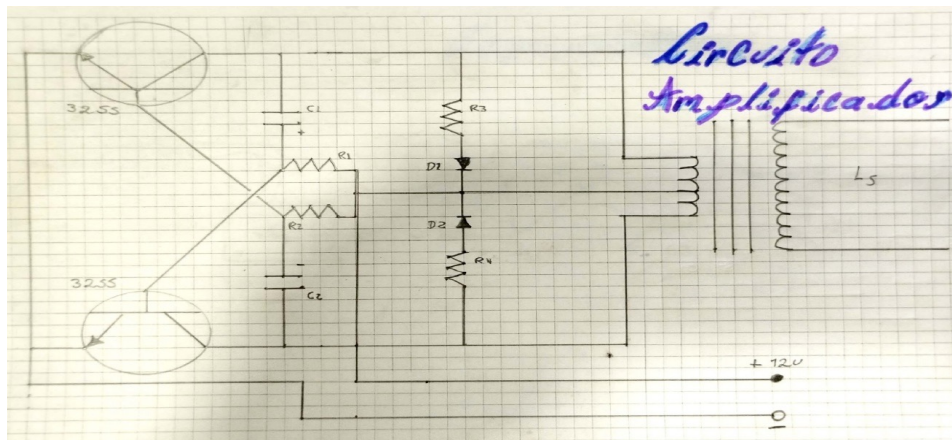 Circuito
Amplificador
3255
C1
+
R3
R1
D1
Ls
R2
D2
-
R4
3255
C2
+ 12v